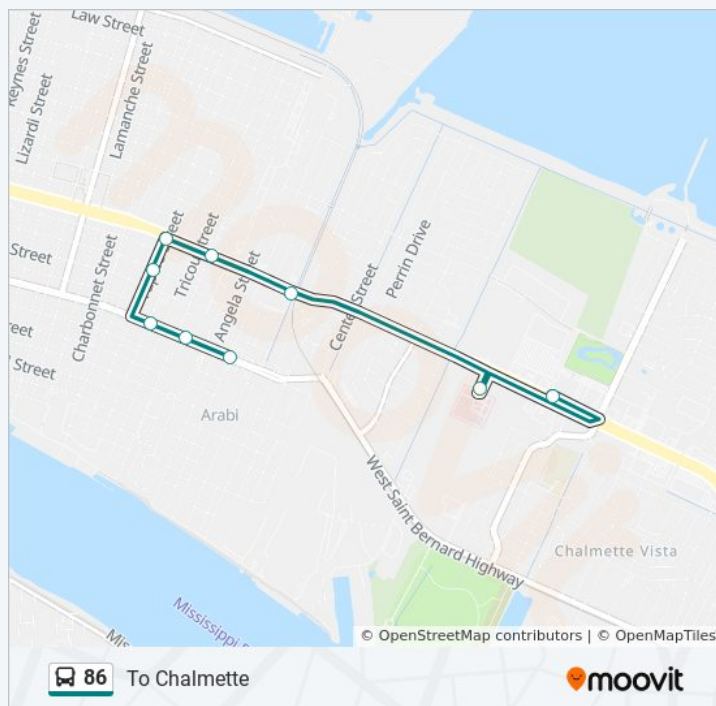 Law Street
Keynes Street
Lizardi Street
Lamanche Street
Street
Street
Tricou Street
Charbonnet Street
Angela Street
Center Street
Perrin Drive
Street
Arabi
West Saint Bernard Highway
Chalmette Vista
Mississippi
© OpenStreetMap contributors | © OpenMapTiles
86 To Chalmette
moovit